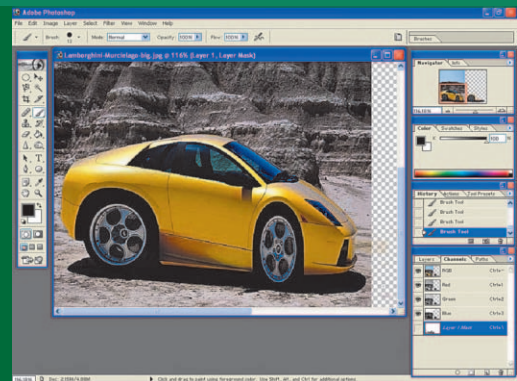 Adobe Photoshop
File Edit Image Layer Select Filter View Window Help
Brush: Mode: Normal Opacity: 100% Flow: 100%
Brushes
Lamborghini-Murcielago-big.jpg @ 116% (Layer 1, Layer Mask)
Navigator Info
Color Swatches Styles
History Actions Tool Presets
Brush Tool
Brush Tool
Brush Tool
Brush Tool
Layers Channels Paths
RGB Ctrl+~
Red Ctrl+1
Green Ctrl+2
Blue Ctrl+3
Layer 1 Mask
Click and drag to paint using foreground color. Use Shift, Alt, and Ctrl for additional options.